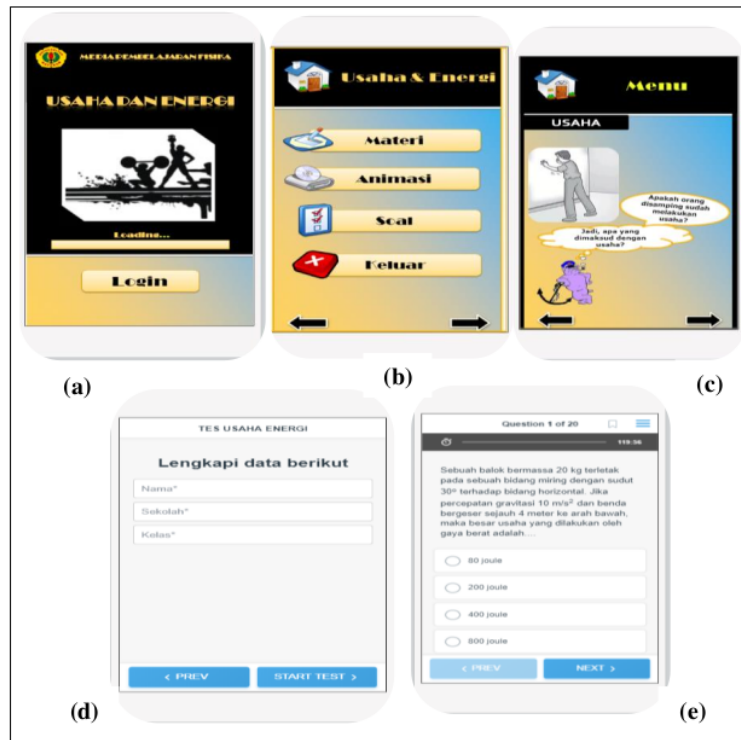 MEDIA PEMBELAJARAN FISIKA
USAHA DAN ENERGI
Loading...
Login
(a)
Usaha & Energi
Materi
Animasi
Soal
Keluar
(b)
Menu
USAHA
Apakah orang
disamping sudah
melakukan
usaha?
Jadi, apa yang
dimaksud dengan
usaha?
(c)
TES USAHA ENERGI
Lengkapi data berikut
Nama*
Sekolah*
Kelas*
< PREV
START TEST >
(d)
Question 1 of 20
119:56
Sebuah balok bermassa 20 kg terletak
pada sebuah bidang miring dengan sudut
30º terhadap bidang horizontal. Jika
percepatan gravitasi 10 m/s² dan benda
bergeser sejauh 4 meter ke arah bawah,
maka besar usaha yang dilakukan oleh
gaya berat adalah....
80 joule
200 joule
400 joule
800 joule
< PREV
NEXT >
(e)